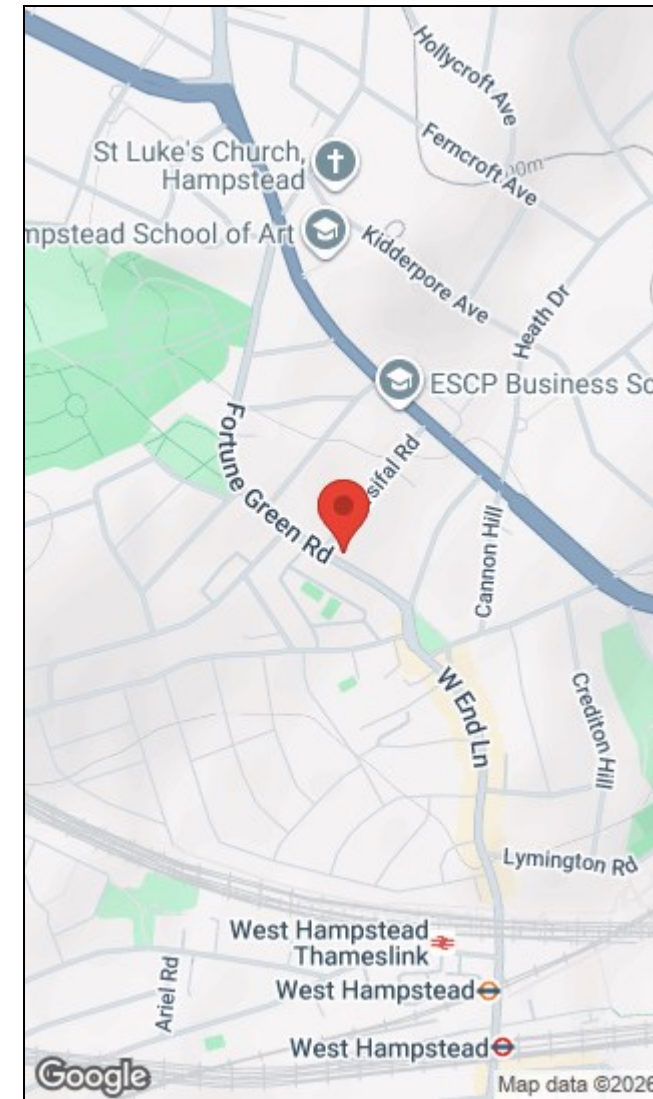 Hollycroft Ave
Ferncroft Ave
St Luke's Church,
Hampstead
mpstead School of Art
Kidderpore Ave
Heath Dr
ESCP Business Sc
Fortune Green Rd
sifal Rd
Cannon Hill
W End Ln
Crediton Hill
Lymington Rd
West Hampstead
Thameslink
West Hampstead
Ariel Rd
West Hampstead
Google
Map data ©2026